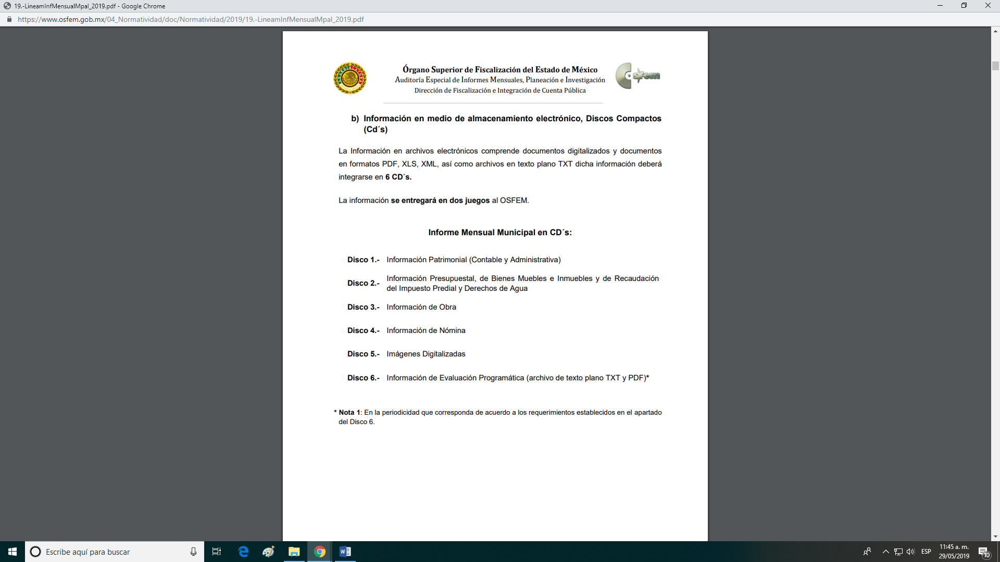 19.-LineamInfMensualMpal_2019.pdf - Google Chrome
https://www.osfem.gob.mx/04_Normatividad/doc/Normatividad/2019/19.-LineamInfMensualMpal_2019.pdf
Órgano Superior de Fiscalización del Estado de México
Auditoría Especial de Informes Mensuales, Planeación e Investigación
Dirección de Fiscalización e Integración de Cuenta Pública
osfem
b) Información en medio de almacenamiento electrónico, Discos Compactos
(Cd´s)
La Información en archivos electrónicos comprende documentos digitalizados y documentos
en formatos PDF, XLS, XML, así como archivos en texto plano TXT dicha información deberá
integrarse en 6 CD´s.
La información se entregará en dos juegos al OSFEM.
Informe Mensual Municipal en CD´s:
Disco 1.- Información Patrimonial (Contable y Administrativa)
Disco 2.- Información Presupuestal, de Bienes Muebles e Inmuebles y de Recaudación
del Impuesto Predial y Derechos de Agua
Disco 3.- Información de Obra
Disco 4.- Información de Nómina
Disco 5.- Imágenes Digitalizadas
Disco 6.- Información de Evaluación Programática (archivo de texto plano TXT y PDF)*
* Nota 1: En la periodicidad que corresponda de acuerdo a los requerimientos establecidos en el apartado
del Disco 6.
Escribe aquí para buscar
ESP
11:45 a. m.
29/05/2019
10